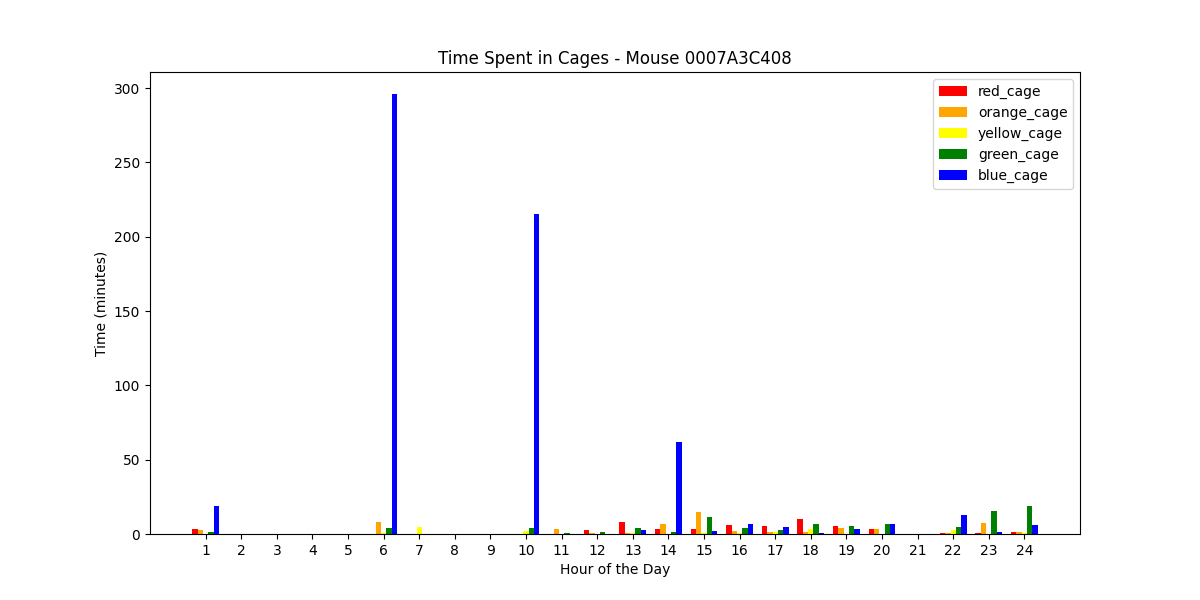 Time Spent in Cages - Mouse 0007A3C408
300
250
200
150
100
50
0
Time (minutes)
red_cage
orange_cage
yellow_cage
green_cage
blue_cage
1 2 3 4 5 6 7 8 9 10 11 12 13 14 15 16 17 18 19 20 21 22 23 24
Hour of the Day